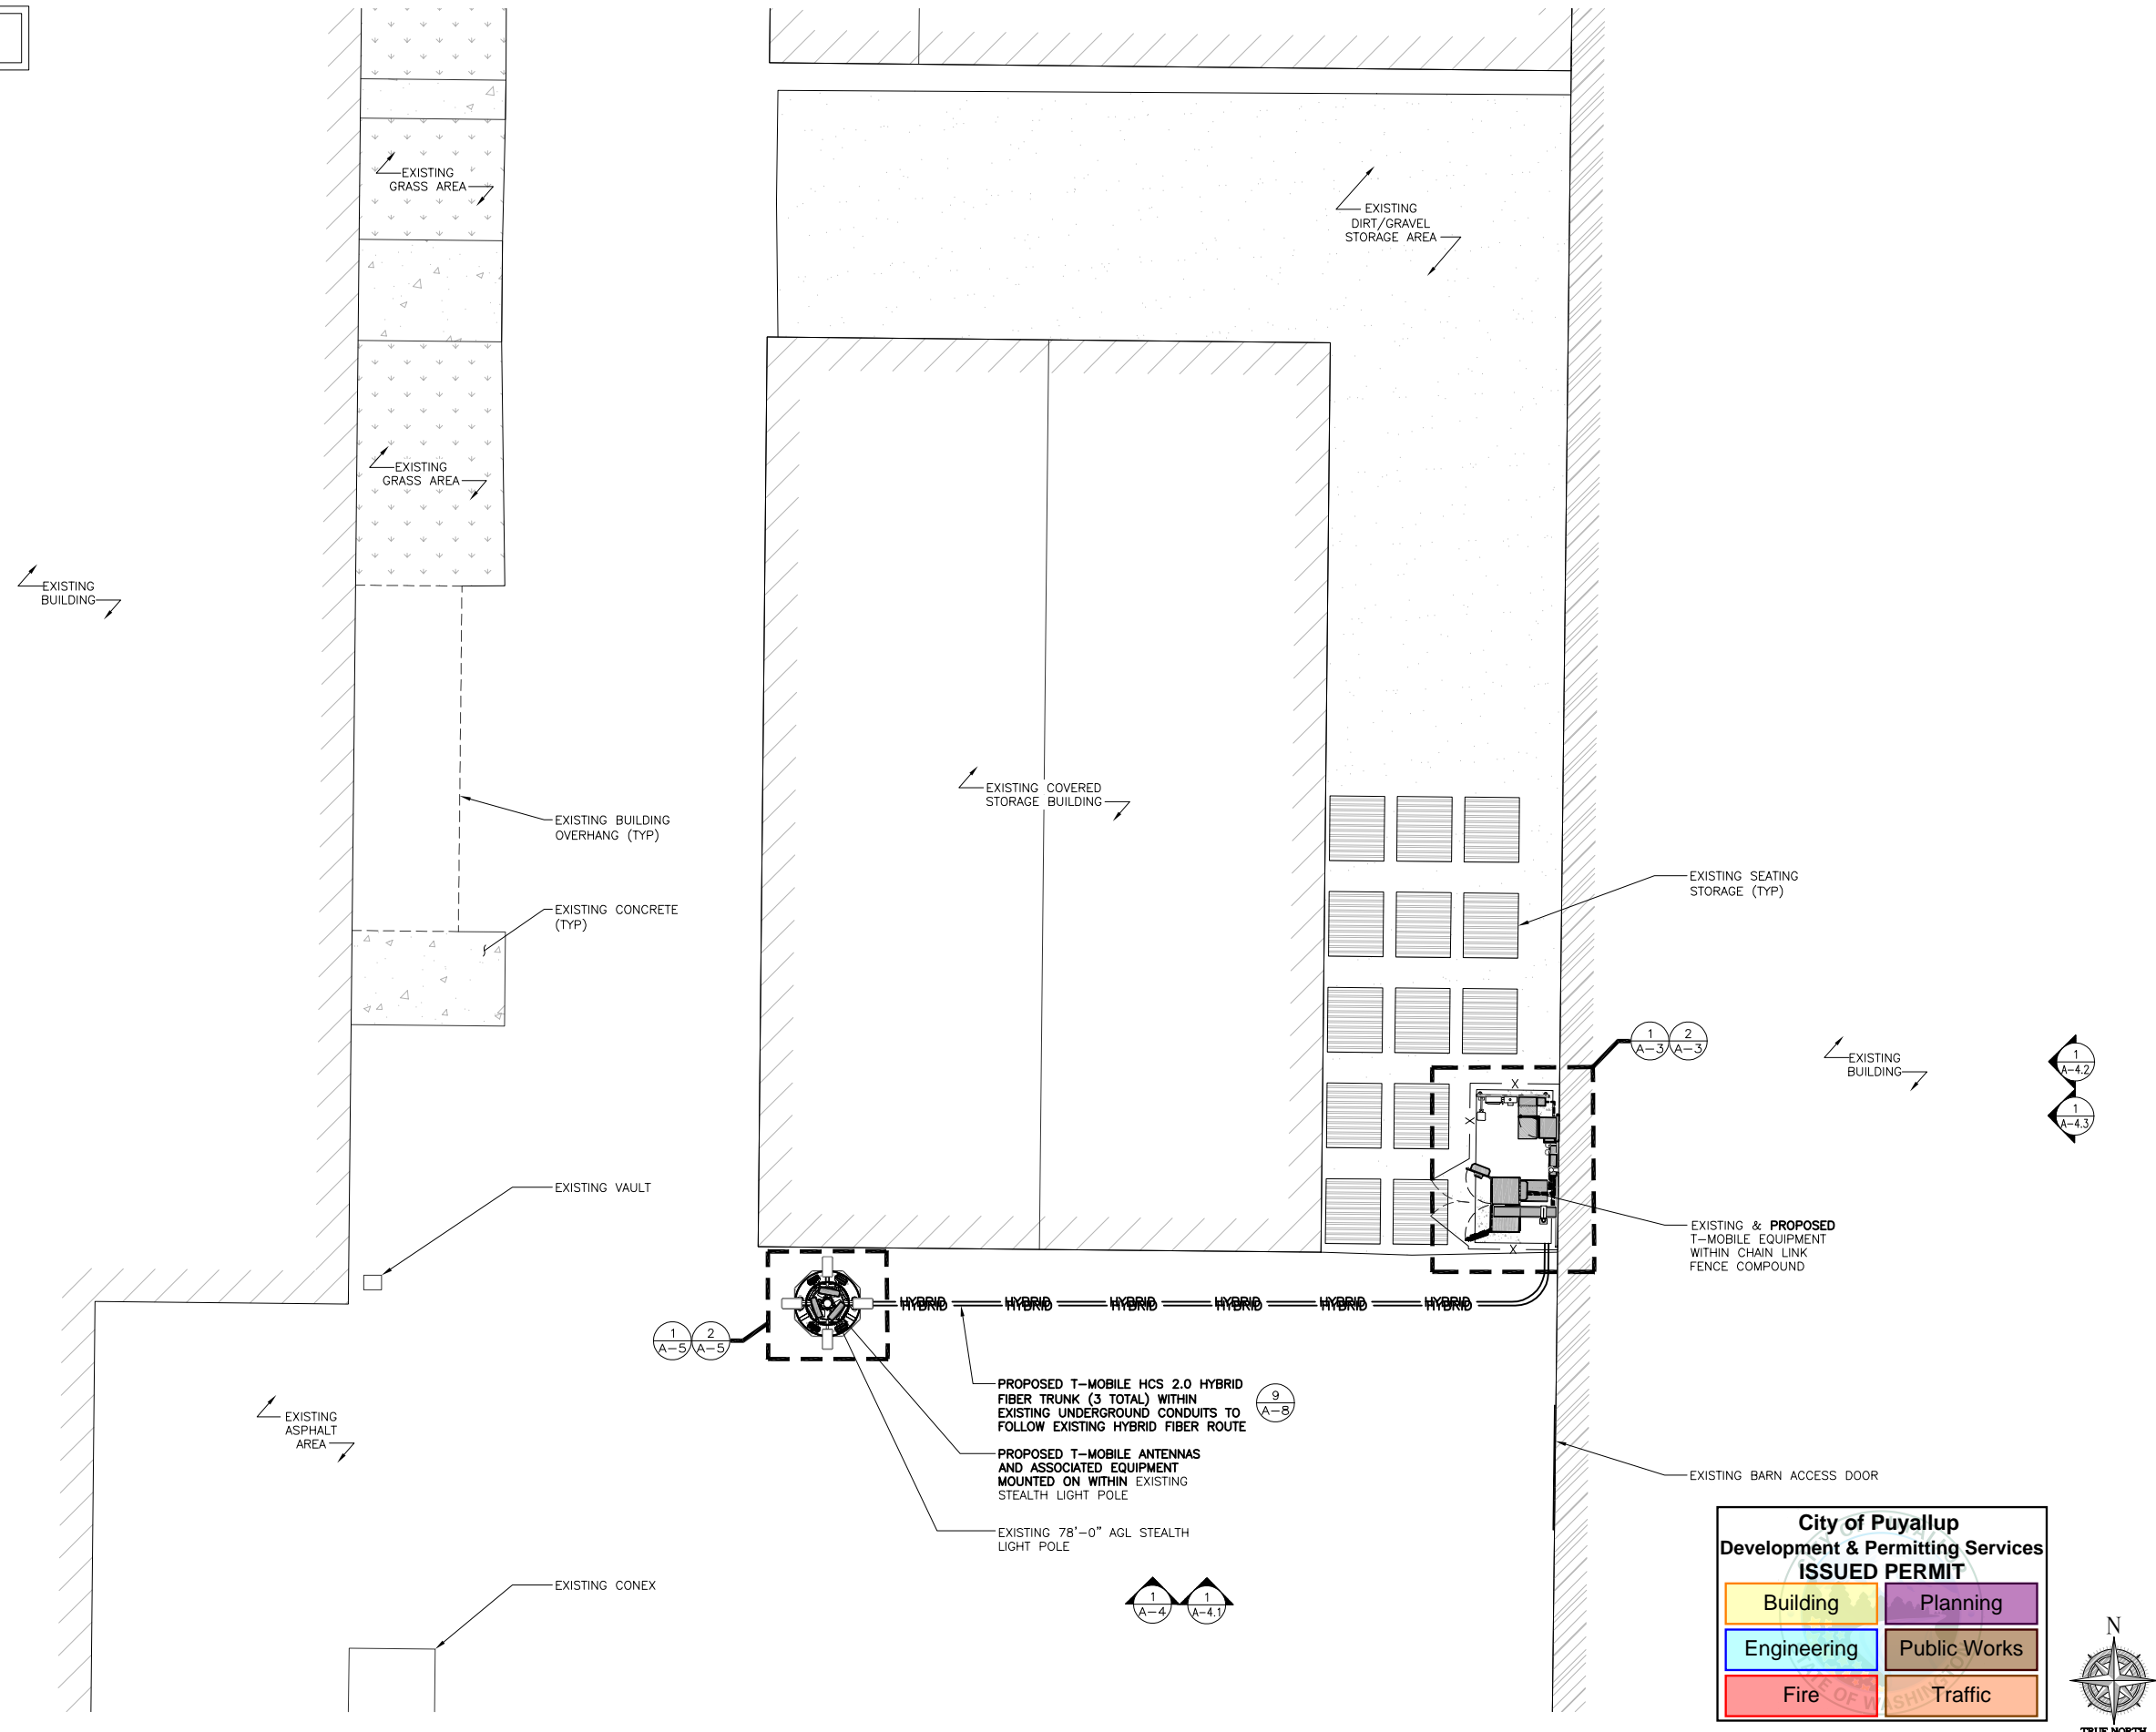 EXISTING
GRASS AREA
EXISTING
DIRT/GRAVEL
STORAGE AREA
EXISTING
GRASS AREA
EXISTING
BUILDING
EXISTING COVERED
STORAGE BUILDING
EXISTING BUILDING
OVERHANG (TYP)
EXISTING SEATING
STORAGE (TYP)
EXISTING CONCRETE
(TYP)
1
A-3
2
A-3
EXISTING
BUILDING
1
A-4.2
1
A-4.3
X
X
X
EXISTING VAULT
EXISTING & PROPOSED
T-MOBILE EQUIPMENT
WITHIN CHAIN LINK
FENCE COMPOUND
HYBRID HYBRID HYBRID HYBRID HYBRID HYBRID
1
A-5
2
A-5
PROPOSED T-MOBILE HCS 2.0 HYBRID
FIBER TRUNK (3 TOTAL) WITHIN
EXISTING UNDERGROUND CONDUITS TO
FOLLOW EXISTING HYBRID FIBER ROUTE
9
A-8
EXISTING
ASPHALT
AREA
PROPOSED T-MOBILE ANTENNAS
AND ASSOCIATED EQUIPMENT
MOUNTED ON WITHIN EXISTING
STEALTH LIGHT POLE
EXISTING BARN ACCESS DOOR
EXISTING 78'-0" AGL STEALTH
LIGHT POLE
EXISTING CONEX
1
A-4
1
A-4.1
City of Puyallup
Development & Permitting Services
ISSUED PERMIT
Building
Planning
Engineering
Public Works
Fire
Traffic
N
TRUE NORTH